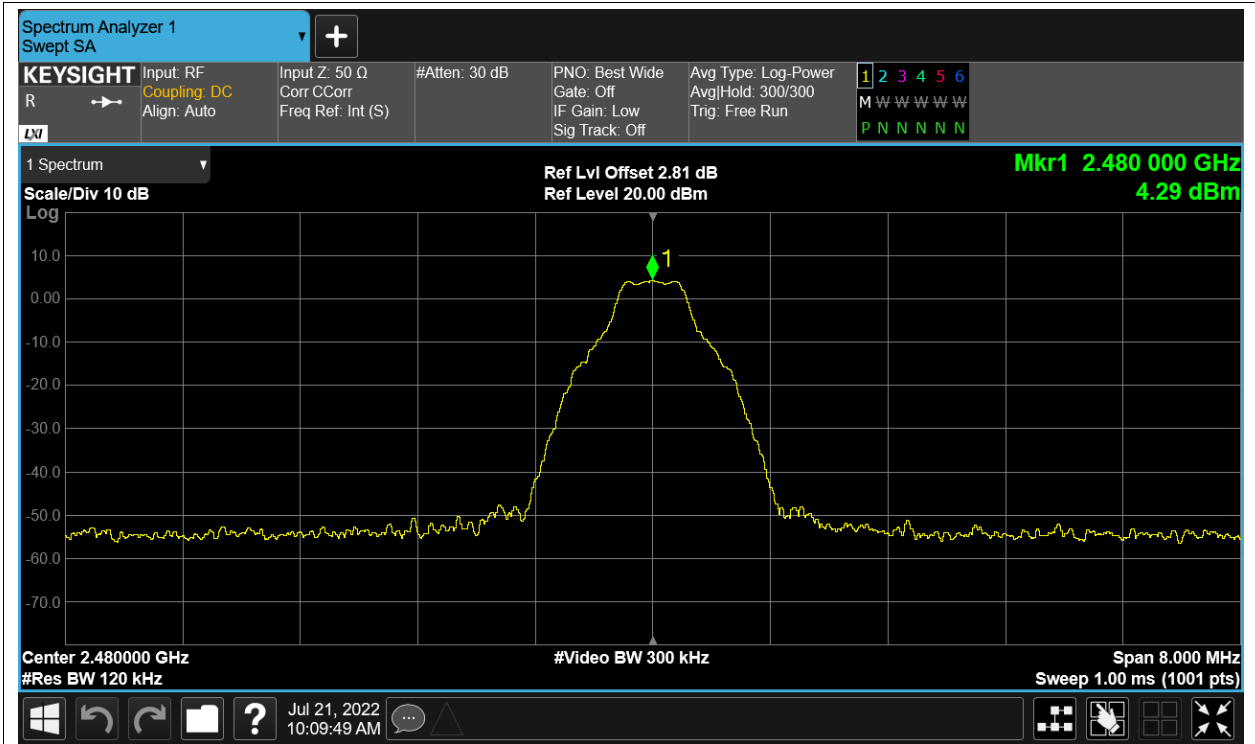 Spectrum Analyzer 1
Swept SA
KEYSIGHT
R
LXI
Input: RF
Coupling: DC
Align: Auto
Input Z: 50 Ω
Corr CCorr
Freq Ref: Int (S)
#Atten: 30 dB
PNO: Best Wide
Gate: Off
IF Gain: Low
Sig Track: Off
Avg Type: Log-Power
Avg|Hold: 300/300
Trig: Free Run
1 2 3 4 5 6
M W W W W W
P N N N N N
1 Spectrum
Scale/Div 10 dB
Log
Ref Lvl Offset 2.81 dB
Ref Level 20.00 dBm
Mkr1 2.480 000 GHz
4.29 dBm
1
10.0
0.00
-10.0
-20.0
-30.0
-40.0
-50.0
-60.0
-70.0
Center 2.480000 GHz
#Res BW 120 kHz
#Video BW 300 kHz
Span 8.000 MHz
Sweep 1.00 ms (1001 pts)
?
Jul 21, 2022
10:09:49 AM